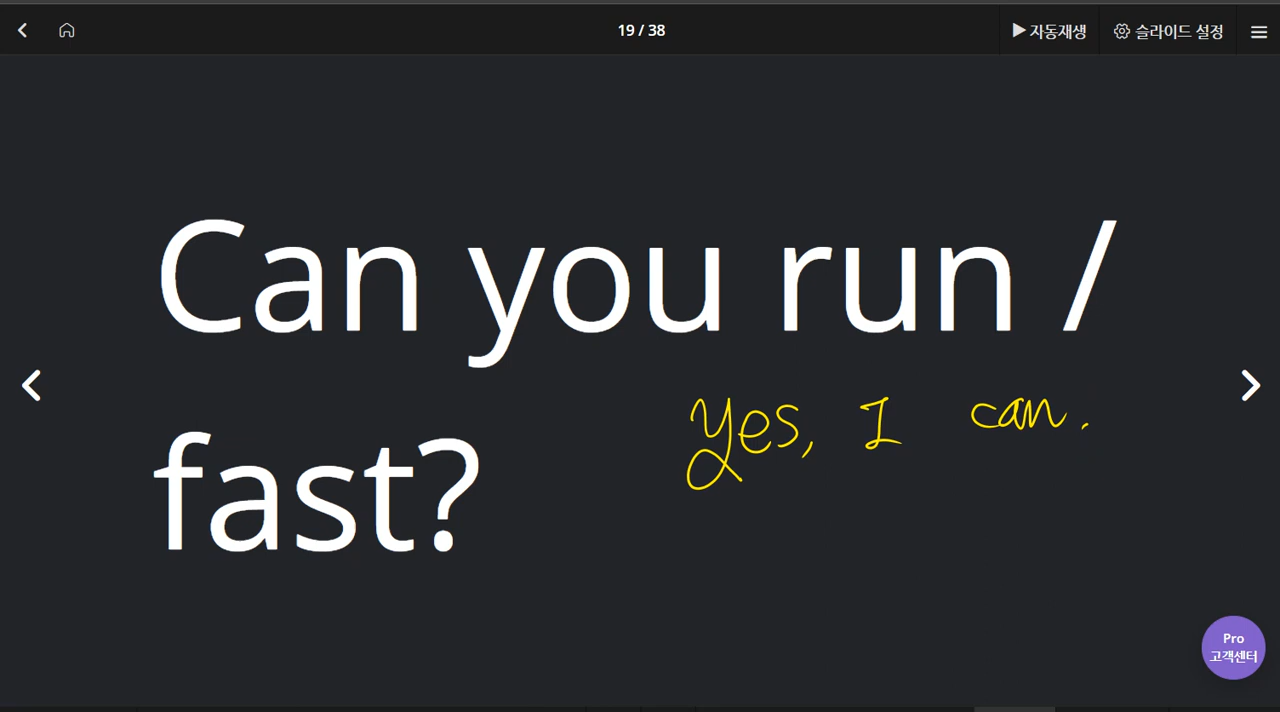 19 / 38
▶ 자동재생
슬라이드 설정
Can you run /
fast?
Yes, I can.
Pro
고객센터